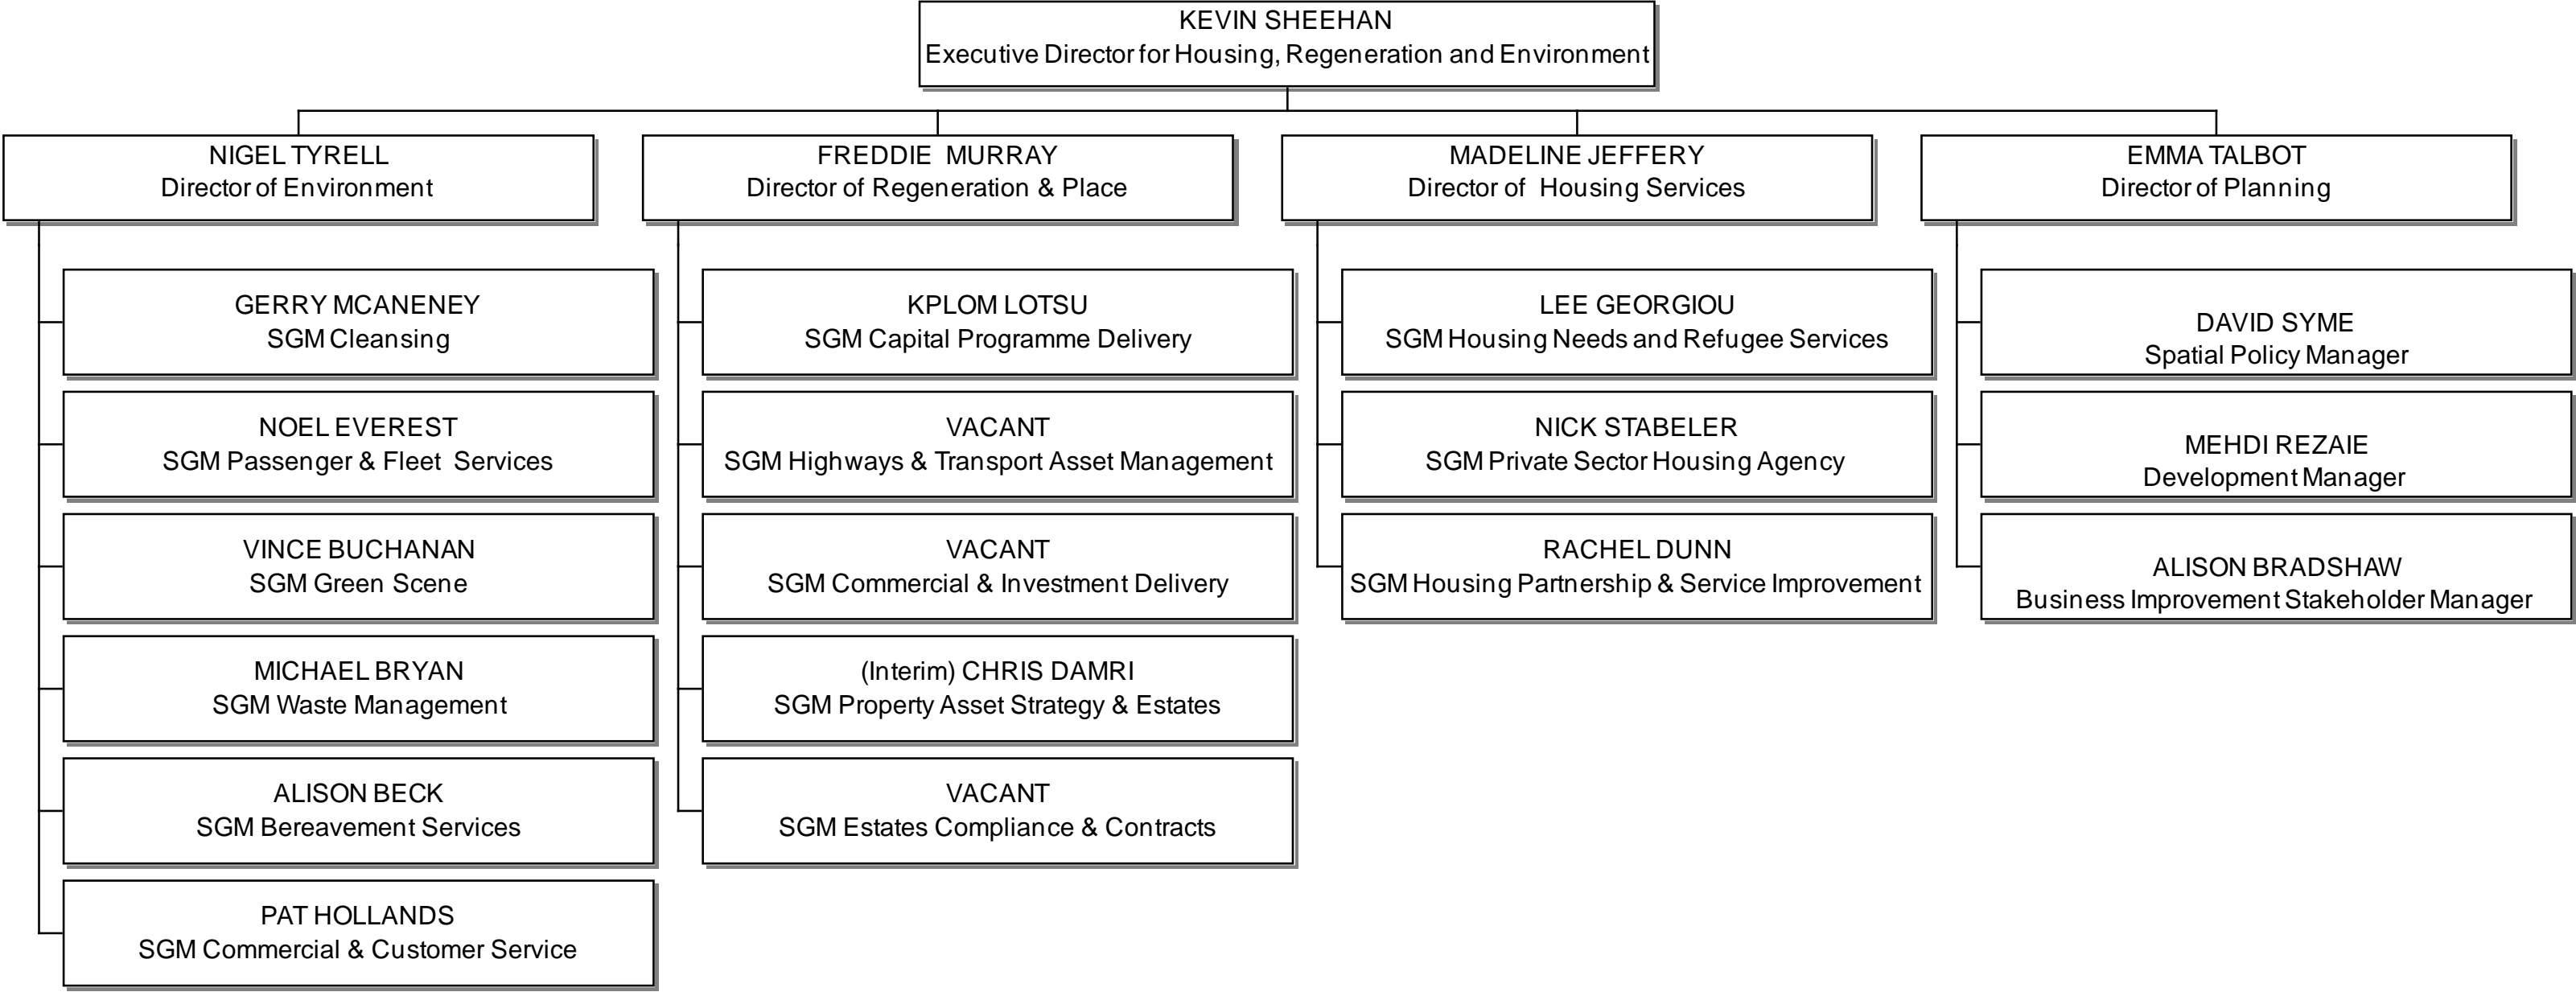 KEVIN SHEEHAN
Executive Director for Housing, Regeneration and Environment
NIGEL TYRELL
Director of Environment
GERRY MCANENEY
SGM Cleansing
NOEL EVEREST
SGM Passenger & Fleet Services
VINCE BUCHANAN
SGM Green Scene
MICHAEL BRYAN
SGM Waste Management
ALISON BECK
SGM Bereavement Services
PAT HOLLANDS
SGM Commercial & Customer Service
FREDDIE MURRAY
Director of Regeneration & Place
KPLOM LOTSU
SGM Capital Programme Delivery
VACANT
SGM Highways & Transport Asset Management
VACANT
SGM Commercial & Investment Delivery
(Interim) CHRIS DAMRI
SGM Property Asset Strategy & Estates
VACANT
SGM Estates Compliance & Contracts
MADELINE JEFFERY
Director of Housing Services
LEE GEORGIOU
SGM Housing Needs and Refugee Services
NICK STABELER
SGM Private Sector Housing Agency
RACHEL DUNN
SGM Housing Partnership & Service Improvement
EMMA TALBOT
Director of Planning
DAVID SYME
Spatial Policy Manager
MEHDI REZAIE
Development Manager
ALISON BRADSHAW
Business Improvement Stakeholder Manager